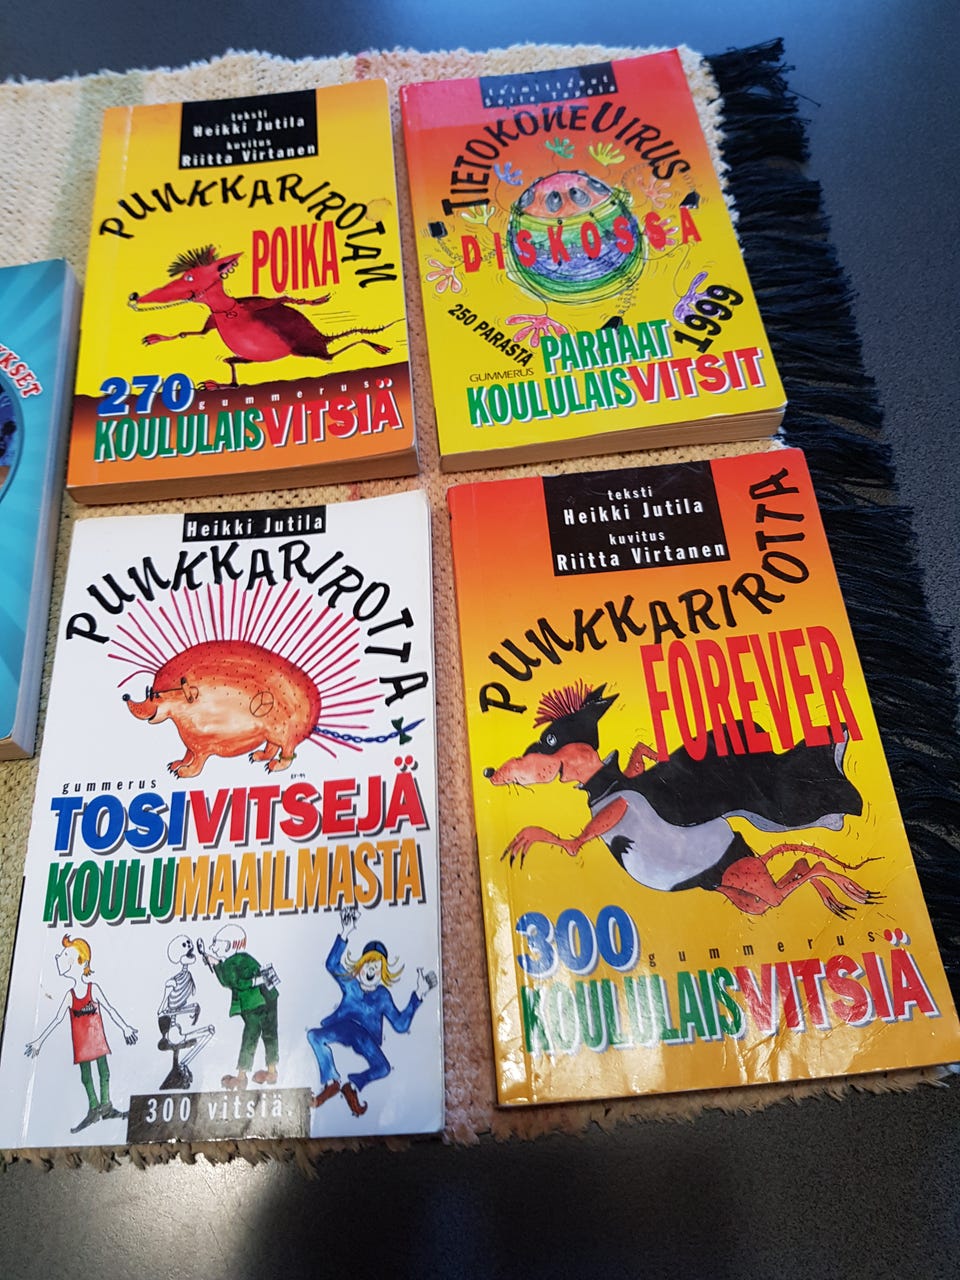 teksti
Heikki Jutila
kuvitus
Riitta Virtanen
PUNKKARIROTAN
POIKA
270
gummerus
KOULULAISVITSIÄ
toimittanut
TIETOKONEVIRUS
DISKOSSA
250 PARASTA
GUMMERUS
PARHAAT
1999
KOULULAISVITSIT
Heikki Jutila
PUNKKARIROTTA
gummerus
TOSIVITSEJÄ
KOULUMAAILMASTA
300 vitsiä.
teksti
Heikki Jutila
kuvitus
Riitta Virtanen
PUNKKARIROTTA
FOREVER
300
gummerus
KOULULAISVITSIÄ